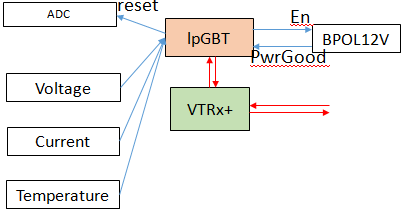 ADC
reset
lpGBT
En
BPOL12V
PwrGood
Voltage
VTRx+
Current
Temperature